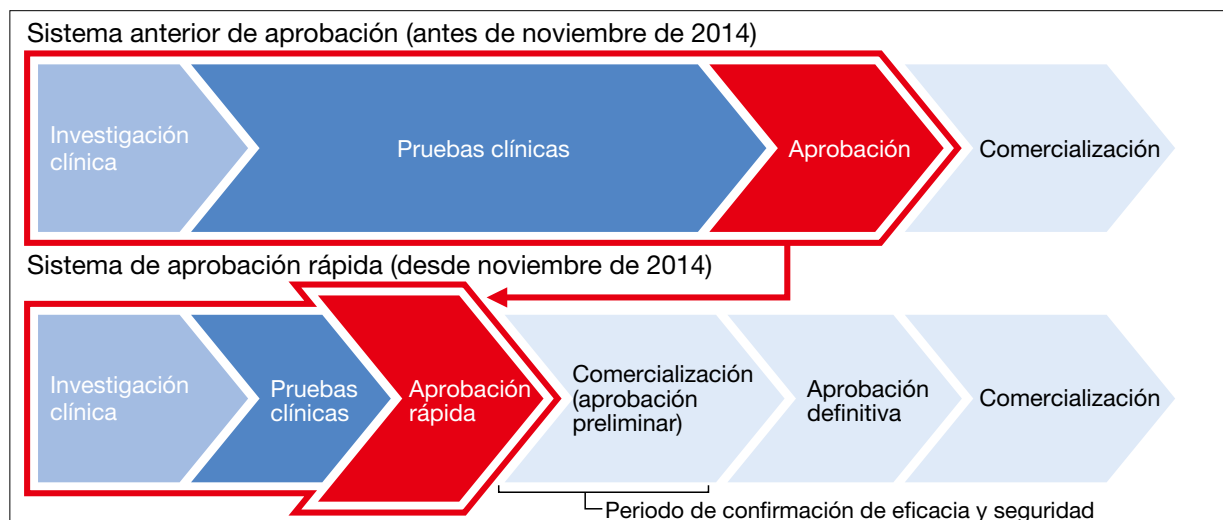 Sistema anterior de aprobación (antes de noviembre de 2014)
Investigación
clínica
Pruebas clínicas
Aprobación
Comercialización
Sistema de aprobación rápida (desde noviembre de 2014)
Investigación
clínica
Pruebas
clínicas
Aprobación
rápida
Comercialización
(aprobación
preliminar)
Aprobación
definitiva
Comercialización
Periodo de confirmación de eficacia y seguridad